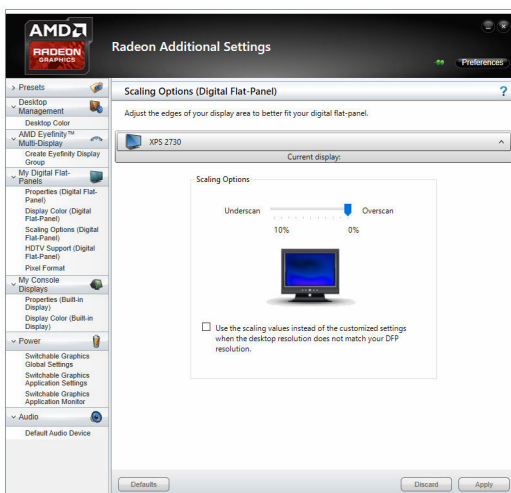 AMD
RADEON
GRAPHICS
Radeon Additional Settings
Preferences
Presets
Desktop
Management
Desktop Color
AMD Eyefinity™
Multi-Display
Create Eyefinity Display
Group
My Digital Flat-
Panels
Properties (Digital Flat-
Panel)
Display Color (Digital
Flat-Panel)
Scaling Options (Digital
Flat-Panel)
HDTV Support (Digital
Flat-Panel)
Pixel Format
My Console
Displays
Properties (Built-in
Display)
Display Color (Built-in
Display)
Power
Switchable Graphics
Global Settings
Switchable Graphics
Application Settings
Switchable Graphics
Application Monitor
Audio
Default Audio Device
Scaling Options (Digital Flat-Panel)
?
Adjust the edges of your display area to better fit your digital flat-panel.
XPS 2730
Current display:
Scaling Options
Underscan Overscan
10% 0%
Use the scaling values instead of the customized settings
when the desktop resolution does not match your DFP
resolution.
Defaults
Discard
Apply